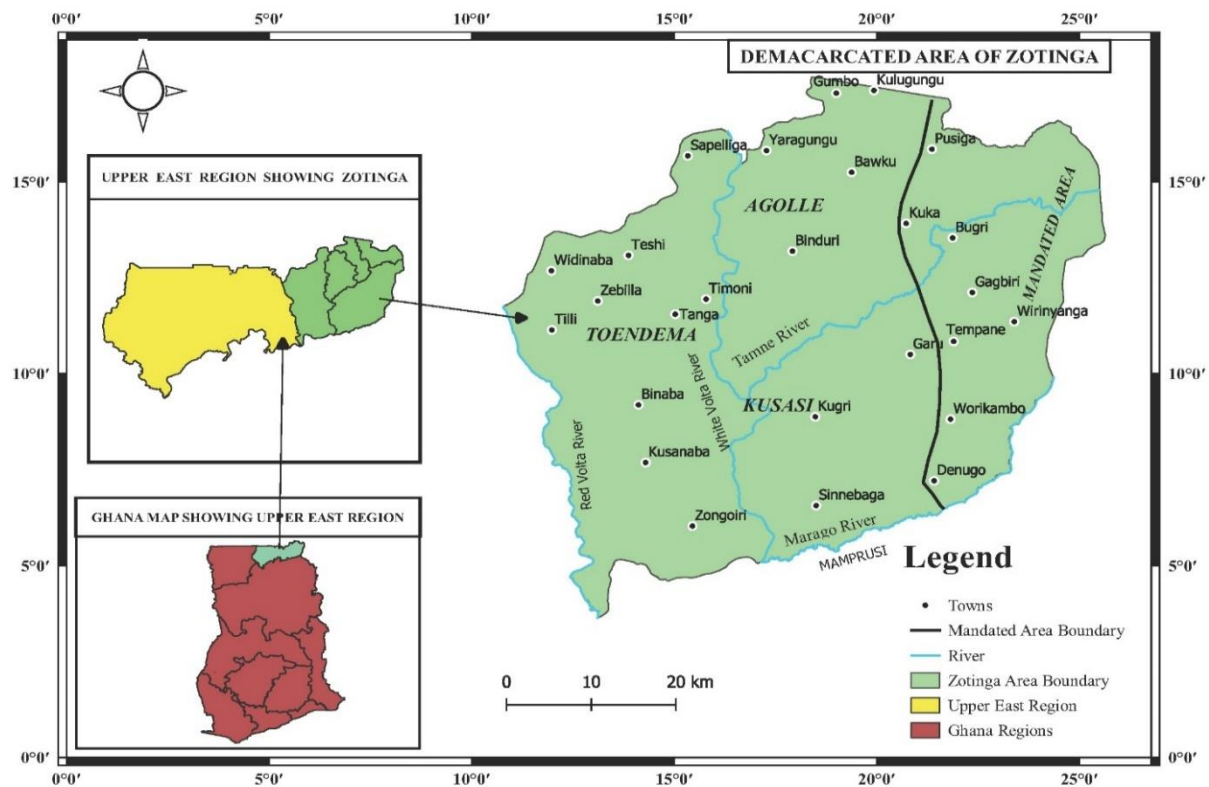 0°0′ 5°0′ 10°0′ 15°0′ 20°0′ 25°0′
DEMACARCATED AREA OF ZOTINGA
Gumbo
Kulugungu
Sapelliga
Yaragungu
Pusiga
Bawku
15°0′
15°0′
UPPER EAST REGION SHOWING ZOTINGA
AGOLLE
MANDATED AREA
Kuka
Bugri
Teshi
Binduri
Widinaba
Zebilla
Timoni
Gagbiri
Tilli
TOENDEMA
Tanga
Wirinyanga
Tempane
Garu
Tamne River
White Volta River
10°0′
10°0′
Binaba
KUSASI
Kugri
Worikambo
Kusanaba
Red Volta River
Denugo
GHANA MAP SHOWING UPPER EAST REGION
Zongoiri
Sinnebaga
Marago River
MAMPRUSI
5°0′
5°0′
Legend
Towns
Mandated Area Boundary
River
Zotinga Area Boundary
Upper East Region
Ghana Regions
0 10 20 km
0°0′
0°0′
0°0′ 5°0′ 10°0′ 15°0′ 20°0′ 25°0′